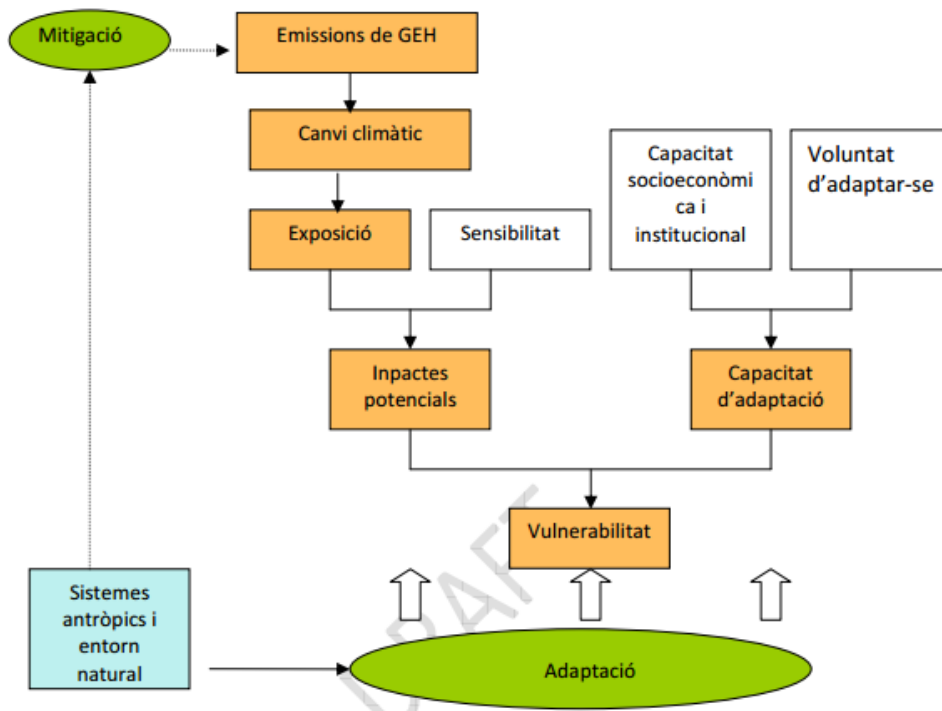 Mitigació
Emissions de GEH
Canvi climàtic
Capacitat
socioeconòmi
ca i
institucional
Voluntat
d’adaptar-se
Exposició
Sensibilitat
Inpactes
potencials
Capacitat
d’adaptació
Vulnerabilitat
Sistemes
antròpics i
entorn
natural
Adaptació
DRAFT